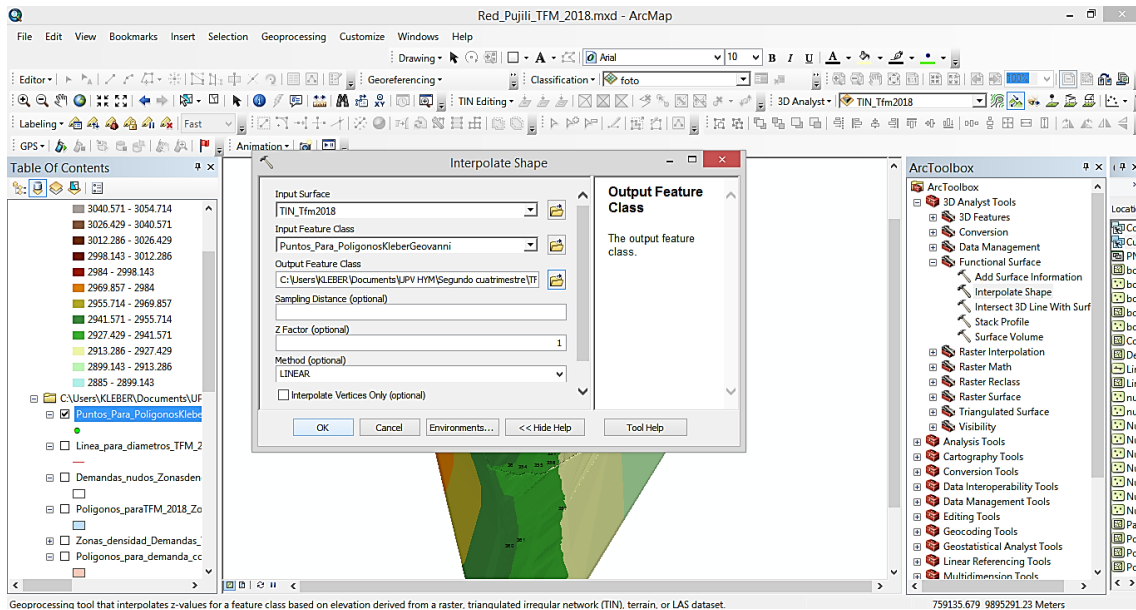 Red_Pujili_TFM_2018.mxd - ArcMap
File Edit View Bookmarks Insert Selection Geoprocessing Customize Windows Help
Drawing Arial 10 B I U A
Editor Georeferencing Classification foto 100%
TIN Editing 3D Analyst TIN_Tfm2018
Labeling Fast
GPS Animation
Table Of Contents
3040.571 - 3054.714
3026.429 - 3040.571
3012.286 - 3026.429
2998.143 - 3012.286
2984 - 2998.143
2969.857 - 2984
2955.714 - 2969.857
2941.571 - 2955.714
2927.429 - 2941.571
2913.286 - 2927.429
2899.143 - 2913.286
2885 - 2899.143
C:\Users\KLEBER\Documents\UP
Puntos_Para_PoligonosKlebe
Linea_para_diametros_TFM_2
Demandas_nudos_Zonasden
Poligonos_paraTFM_2018_Zo
Zonas_densidad_Demandas_
Poligonos_para_demanda_co
Interpolate Shape
Input Surface
TIN_Tfm2018
Input Feature Class
Puntos_Para_PoligonosKleberGeovanni
Output Feature Class
C:\Users\KLEBER\Documents\UPV HYM\Segundo cuatrimestre\TF
Sampling Distance (optional)
Z Factor (optional)
1
Method (optional)
LINEAR
Interpolate Vertices Only (optional)
OK Cancel Environments... << Hide Help Tool Help
Output Feature Class
The output feature class.
ArcToolbox
ArcToolbox
3D Analyst Tools
3D Features
Conversion
Data Management
Functional Surface
Add Surface Information
Interpolate Shape
Intersect 3D Line With Surf
Stack Profile
Surface Volume
Raster Interpolation
Raster Math
Raster Reclass
Raster Surface
Triangulated Surface
Visibility
Analysis Tools
Cartography Tools
Conversion Tools
Data Interoperability Tools
Data Management Tools
Editing Tools
Geocoding Tools
Geostatistical Analyst Tools
Linear Referencing Tools
Multidimension Tools
Locati
Geoprocessing tool that interpolates z-values for a feature class based on elevation derived from a raster, triangulated irregular network (TIN), terrain, or LAS dataset.
759135.679 9895291.23 Meters